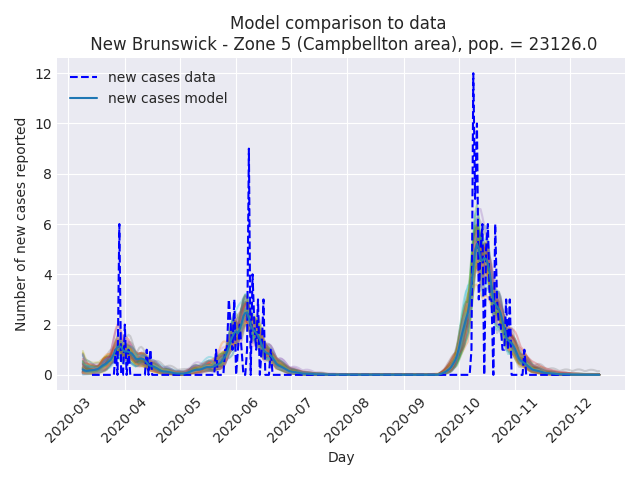 Model comparison to data
New Brunswick - Zone 5 (Campbellton area), pop. = 23126.0
new cases data
new cases model
Number of new cases reported
12
10
8
6
4
2
0
2020-03
2020-04
2020-05
2020-06
2020-07
2020-08
2020-09
2020-10
2020-11
2020-12
Day